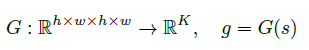 G : ℝ^{h×w×h×w} → ℝ^K, g = G(s)